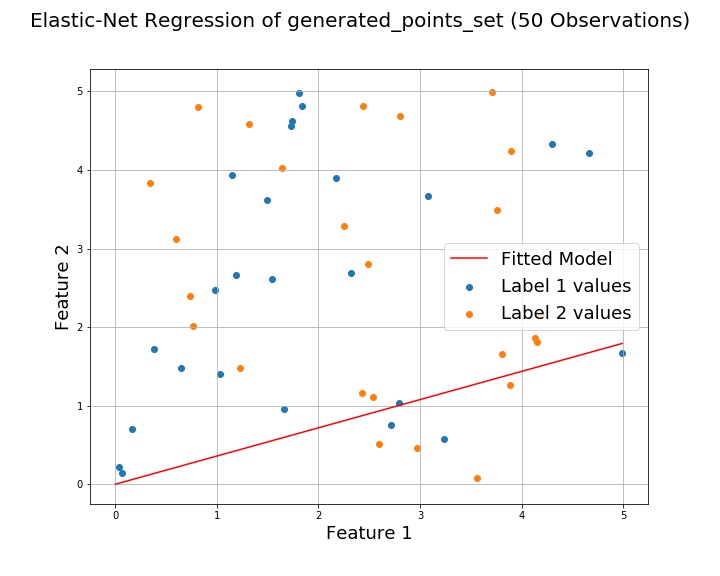 Elastic-Net Regression of generated_points_set (50 Observations)
5
4
3
2
1
0
Feature 2
Fitted Model
Label 1 values
Label 2 values
0 1 2 3 4 5
Feature 1